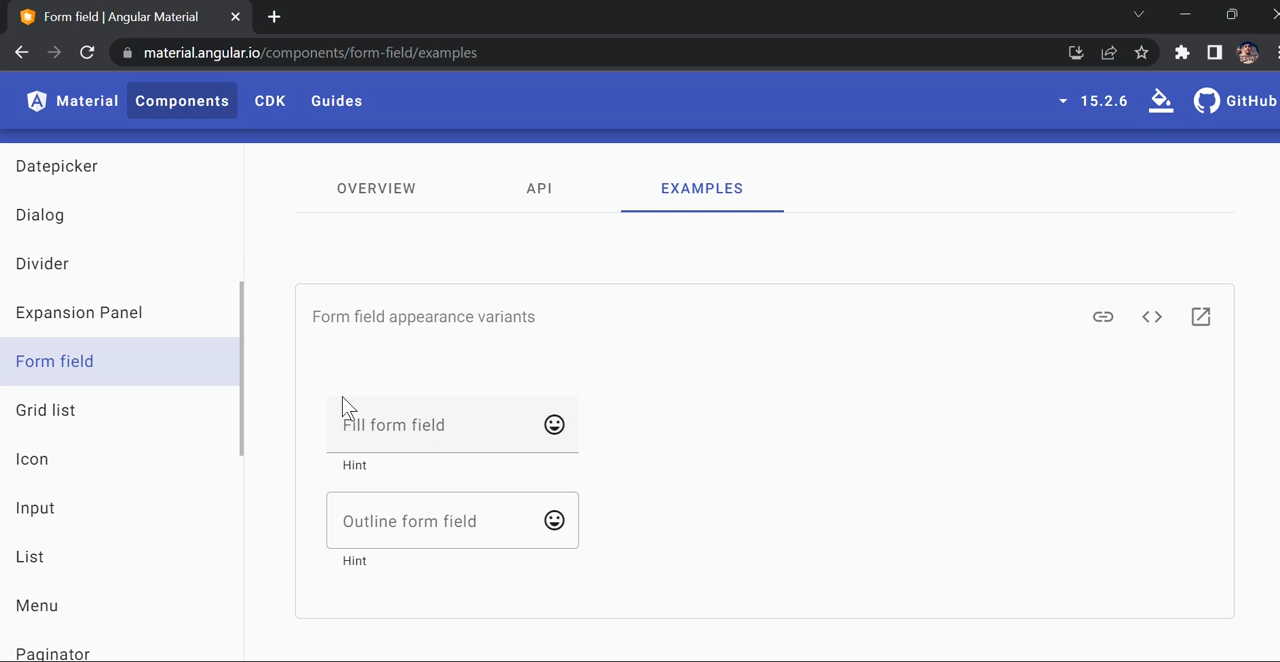 Form field | Angular Material
material.angular.io/components/form-field/examples
Material Components CDK Guides 15.2.6 GitHub
Datepicker
Dialog
Divider
Expansion Panel
Form field
Grid list
Icon
Input
List
Menu
Paginator
OVERVIEW API EXAMPLES
Form field appearance variants
Fill form field
Hint
Outline form field
Hint